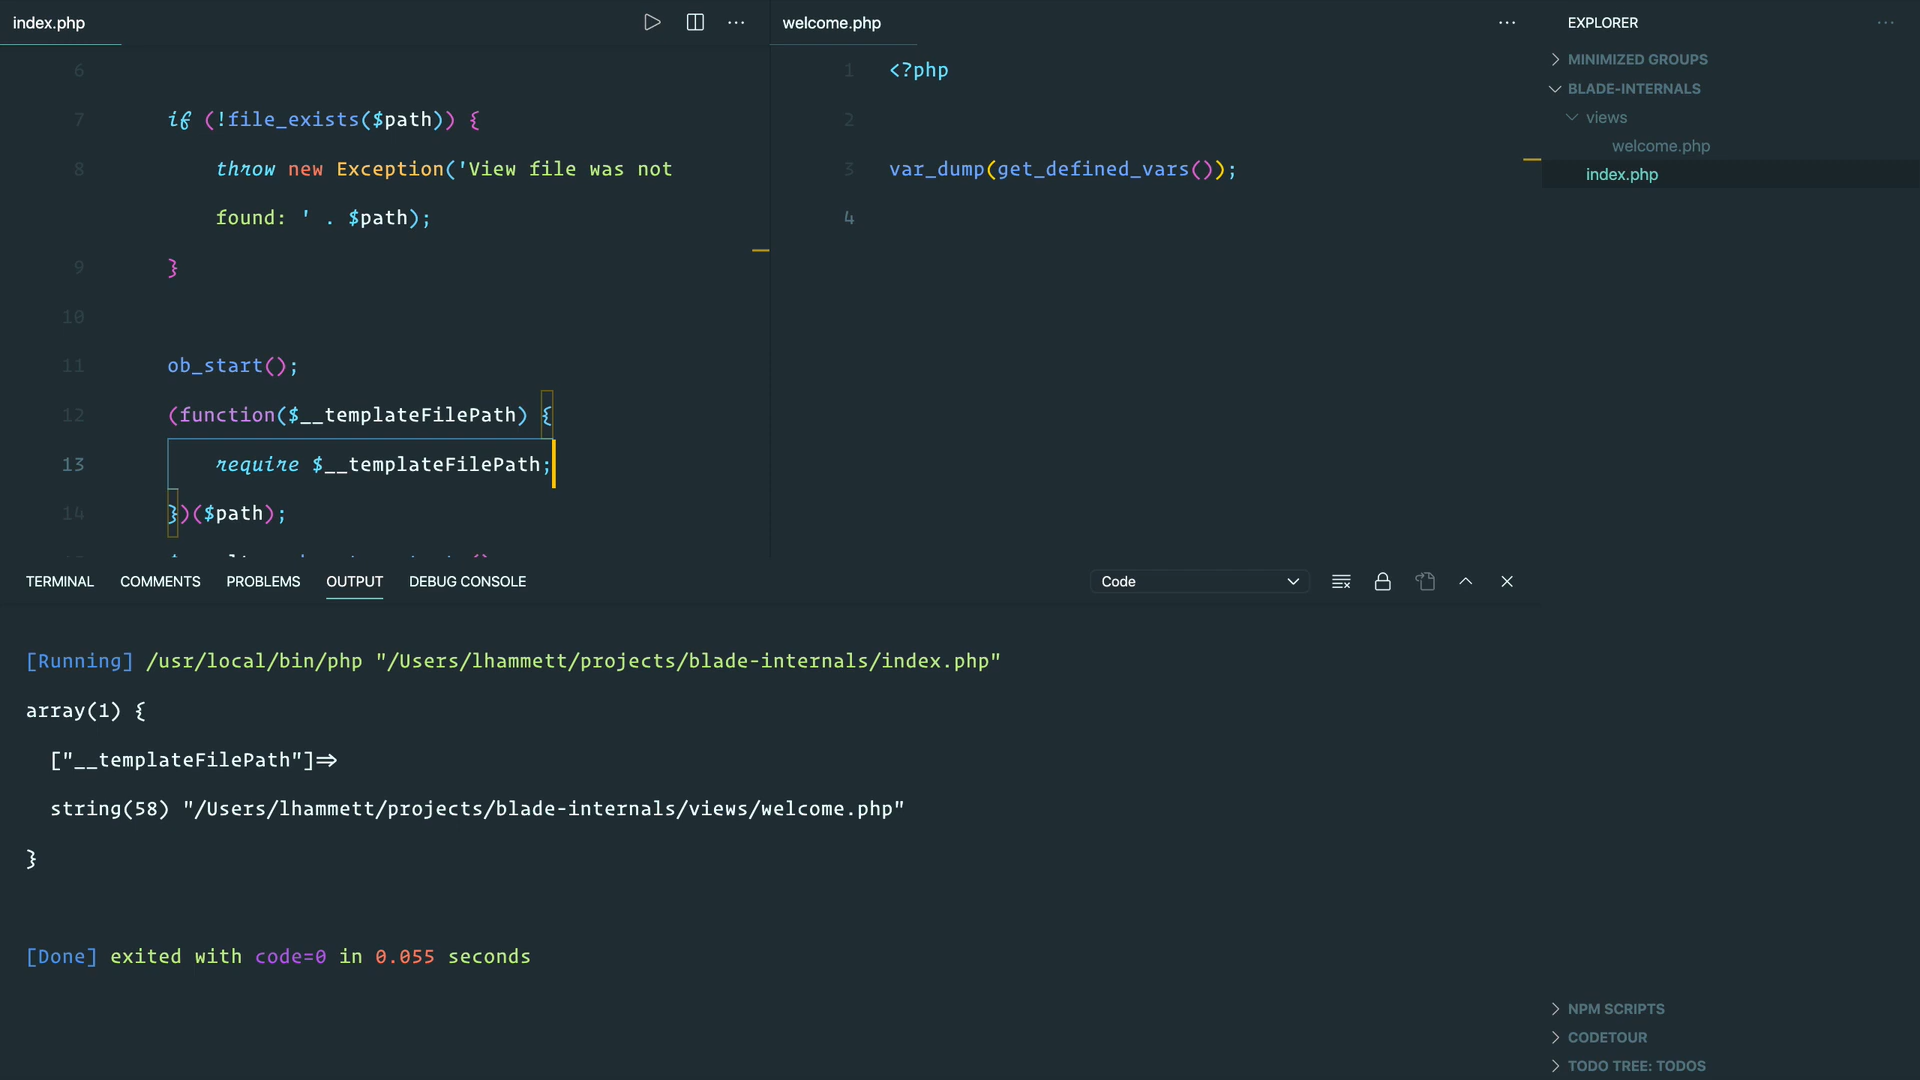 index.php
6
7 if (!file_exists($path)) {
8 throw new Exception('View file was not
found: ' . $path);
9 }
10
11 ob_start();
12 (function($__templateFilePath) {
13 require $__templateFilePath;
14 })($path);
welcome.php
1 <?php
2
3 var_dump(get_defined_vars());
4
EXPLORER
MINIMIZED GROUPS
BLADE-INTERNALS
views
welcome.php
index.php
TERMINAL COMMENTS PROBLEMS OUTPUT DEBUG CONSOLE Code
[Running] /usr/local/bin/php "/Users/lhammett/projects/blade-internals/index.php"
array(1) {
["__templateFilePath"]=>
string(58) "/Users/lhammett/projects/blade-internals/views/welcome.php"
}
[Done] exited with code=0 in 0.055 seconds
NPM SCRIPTS
CODETOUR
TODO TREE: TODOS